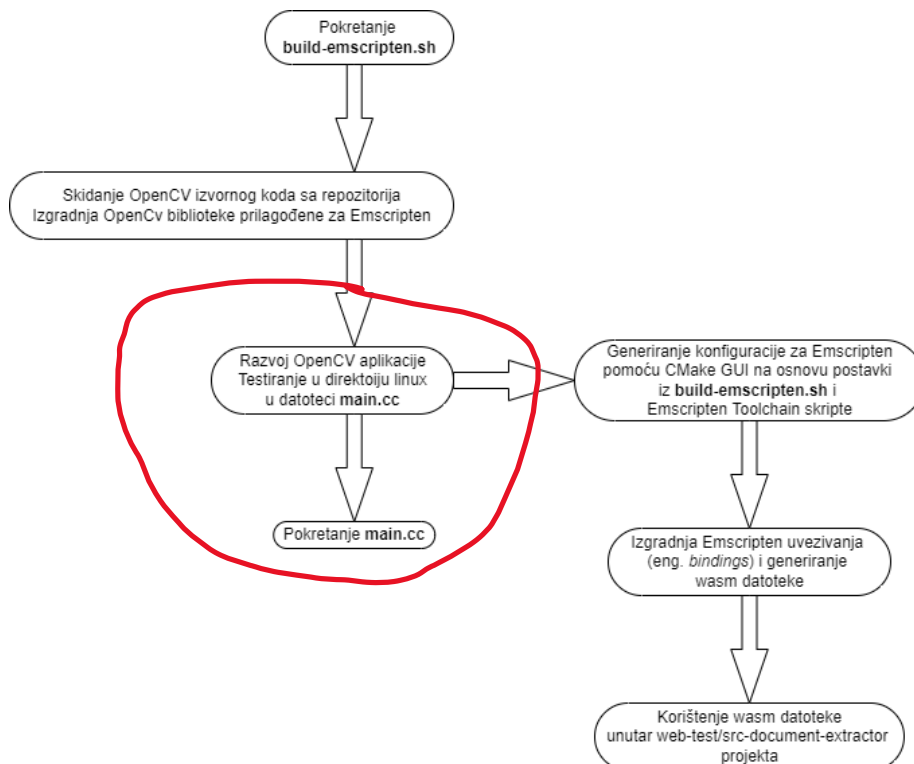 Pokretanje
build-emscripten.sh
Skidanje OpenCV izvornog koda sa repozitorija
Izgradnja OpenCv biblioteke prilagođene za Emscripten
Razvoj OpenCV aplikacije
Testiranje u direktoiju linux
u datoteci main.cc
Pokretanje main.cc
Generiranje konfiguracije za Emscripten
pomoću CMake GUI na osnovu postavki
iz build-emscripten.sh i
Emscripten Toolchain skripte
Izgradnja Emscripten uvezivanja
(eng. bindings) i generiranje
wasm datoteke
Korištenje wasm datoteke
unutar web-test/src-document-extractor
projekta